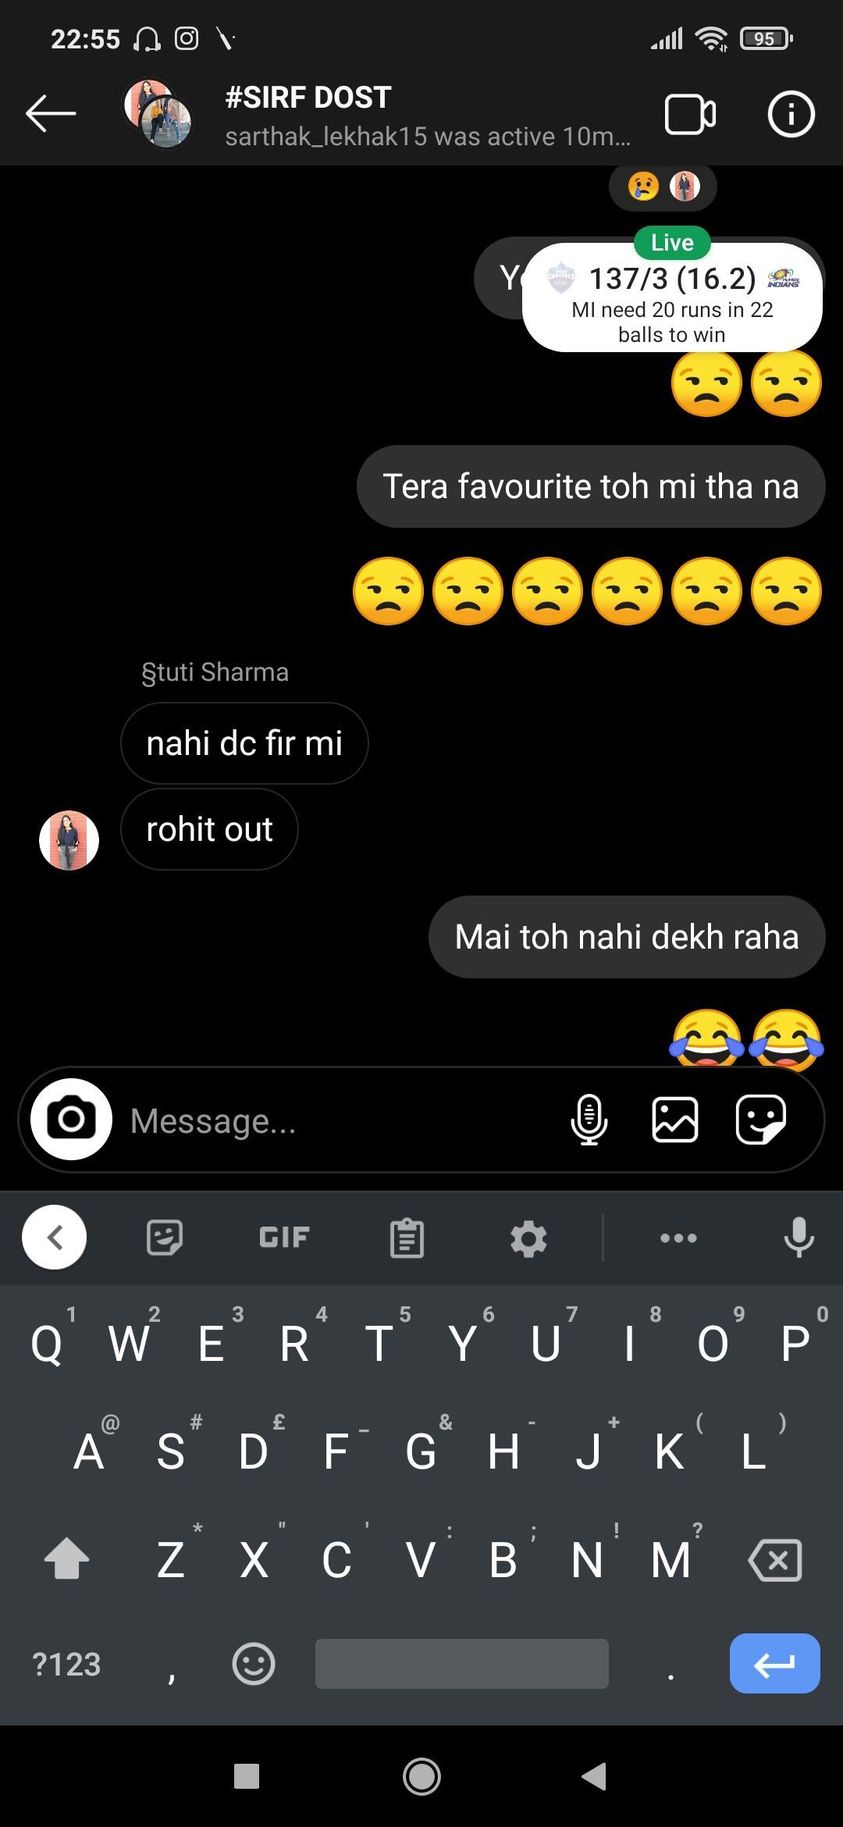 22:55
95
#SIRF DOST
sarthak_lekhak15 was active 10m...
Live
137/3 (16.2)
INDIANS
MI need 20 runs in 22
balls to win
Tera favourite toh mi tha na
§tuti Sharma
nahi dc fir mi
rohit out
Mai toh nahi dekh raha
Message...
GIF
1 2 3 4 5 6 7 8 9 0
Q W E R T Y U I O P
@ # £ _ & - + ( )
A S D F G H J K L
* " ' : ; ! ?
Z X C V B N M
?123 , .